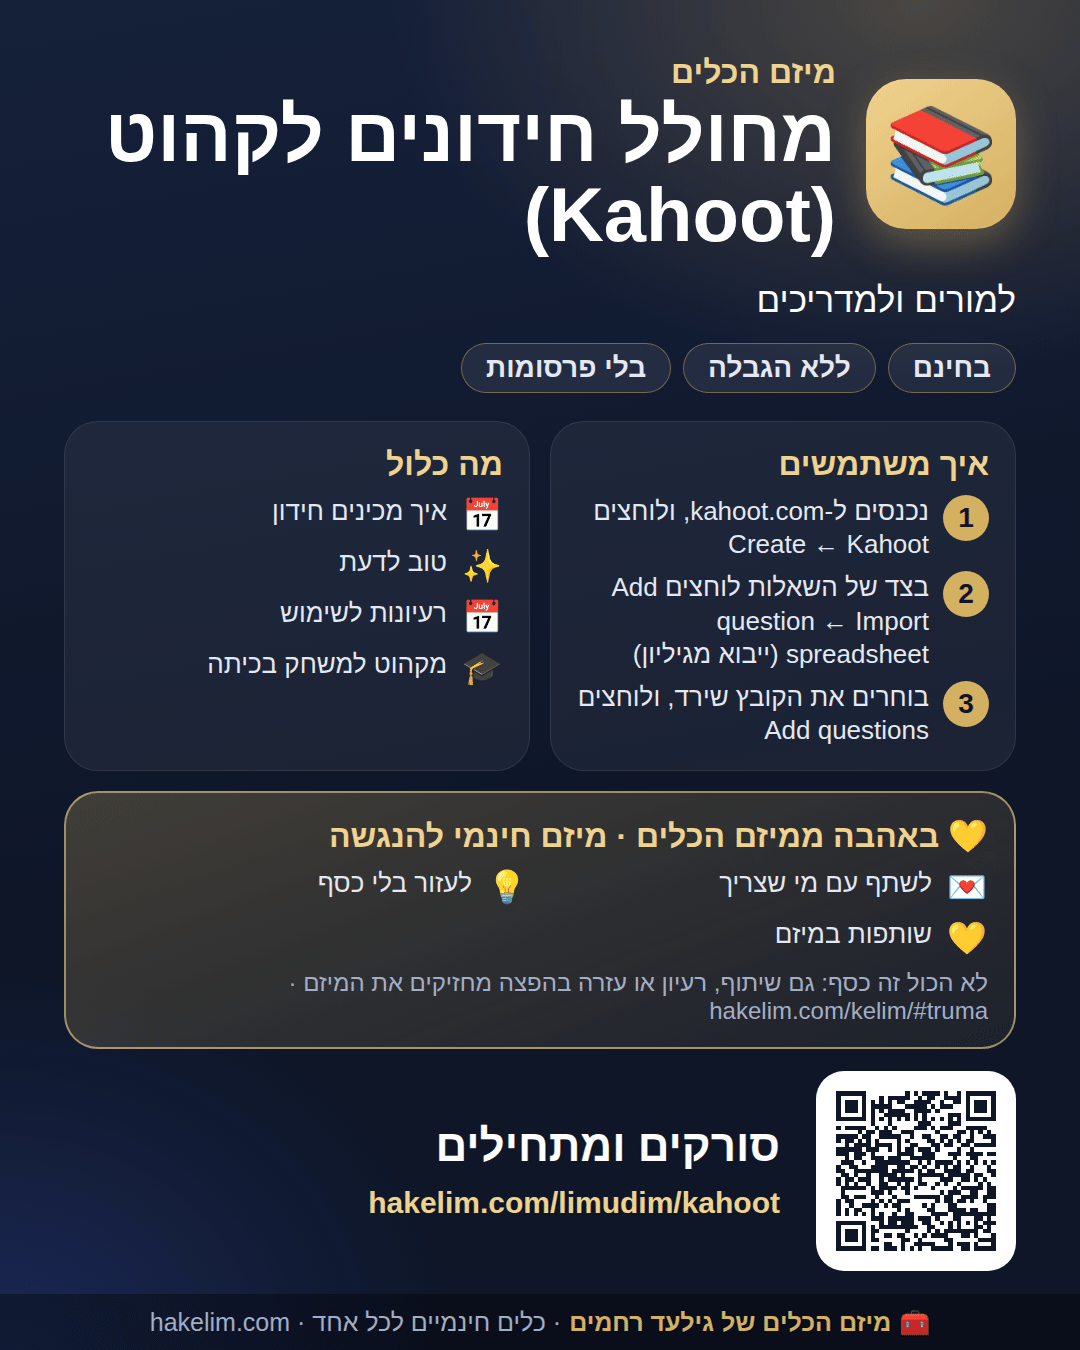 מיזם הכלים
מחולל חידונים לקהוט
(Kahoot)
למורים ולמדריכים
בחינם
ללא הגבלה
בלי פרסומות
איך משתמשים
1
נכנסים ל-kahoot.com, ולוחצים
Create ← Kahoot
2
בצד של השאלות לוחצים Add
question ← Import
spreadsheet (ייבוא מגיליון)
3
בוחרים את הקובץ שירד, ולוחצים
Add questions
מה כלול
איך מכינים חידון
טוב לדעת
רעיונות לשימוש
מקהוט למשחק בכיתה
💛 באהבה ממיזם הכלים · מיזם חינמי להנגשה
לשתף עם מי שצריך
לעזור בלי כסף
שותפות במיזם
לא הכול זה כסף: גם שיתוף, רעיון או עזרה בהפצה מחזיקים את המיזם ·
hakelim.com/kelim/#truma
סורקים ומתחילים
hakelim.com/limudim/kahoot
🧰 מיזם הכלים של גילעד רחמים · כלים חינמיים לכל אחד · hakelim.com